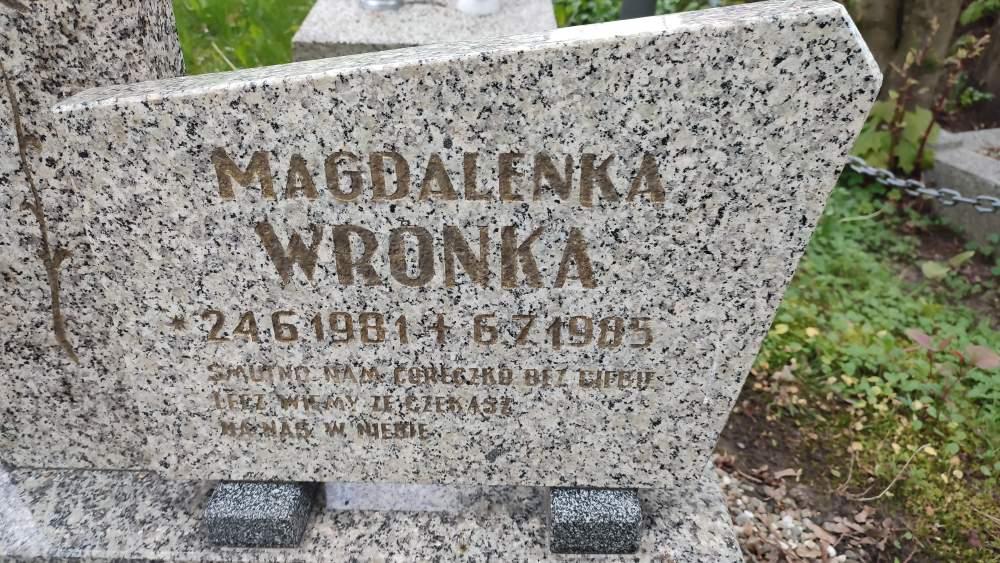 MAGDALENKA
WRONKA
* 24 6 1981 + 6 7 1985
SMUTNO NAM CÓRECZKO BEZ CIEBIE
LECZ WIEMY ŻE CZEKASZ
NA NAS W NIEBIE